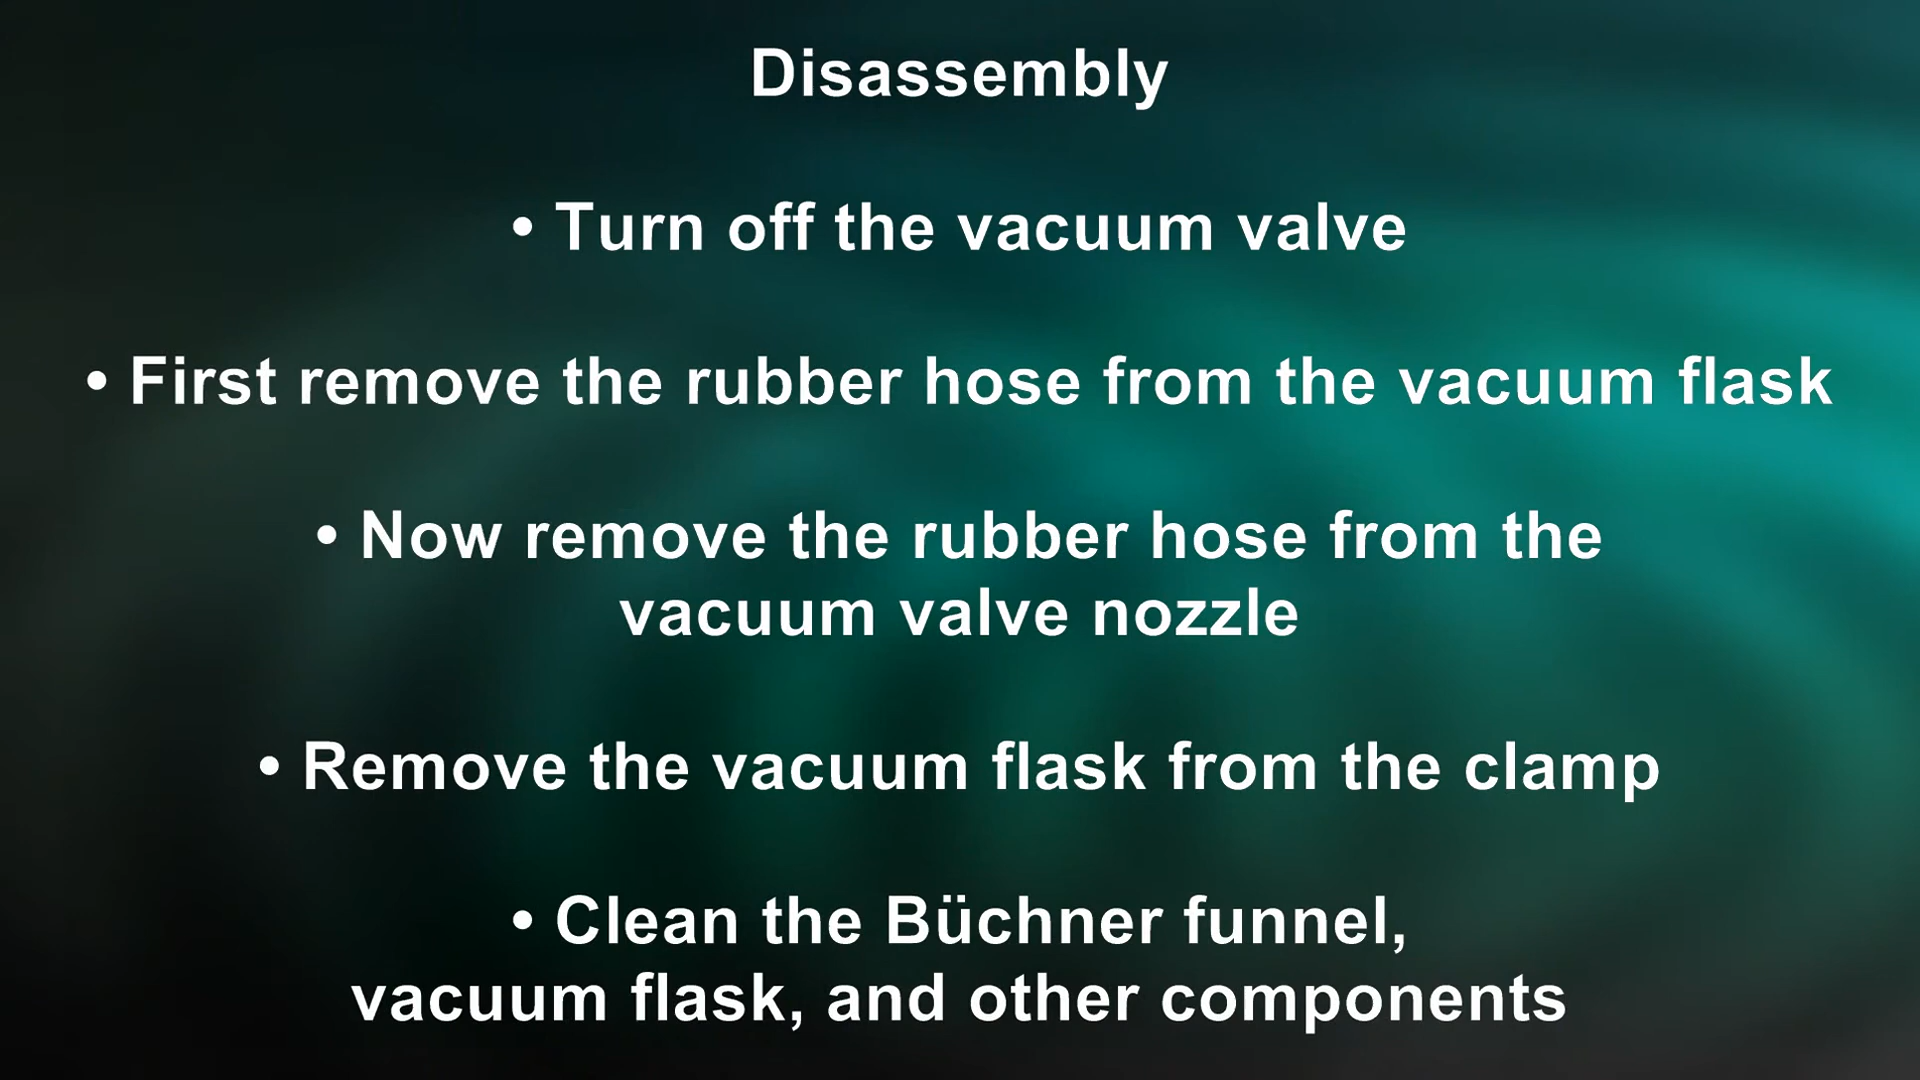 Disassembly
• Turn off the vacuum valve
• First remove the rubber hose from the vacuum flask
• Now remove the rubber hose from the
vacuum valve nozzle
• Remove the vacuum flask from the clamp
• Clean the Büchner funnel,
vacuum flask, and other components